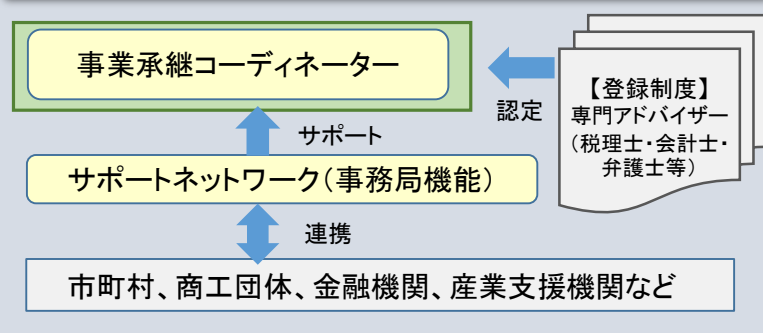 事業承継コーディネーター
認定
【登録制度】
専門アドバイザー
（税理士・会計士・
弁護士等）
サポート
サポートネットワーク（事務局機能）
連携
市町村、商工団体、金融機関、産業支援機関など